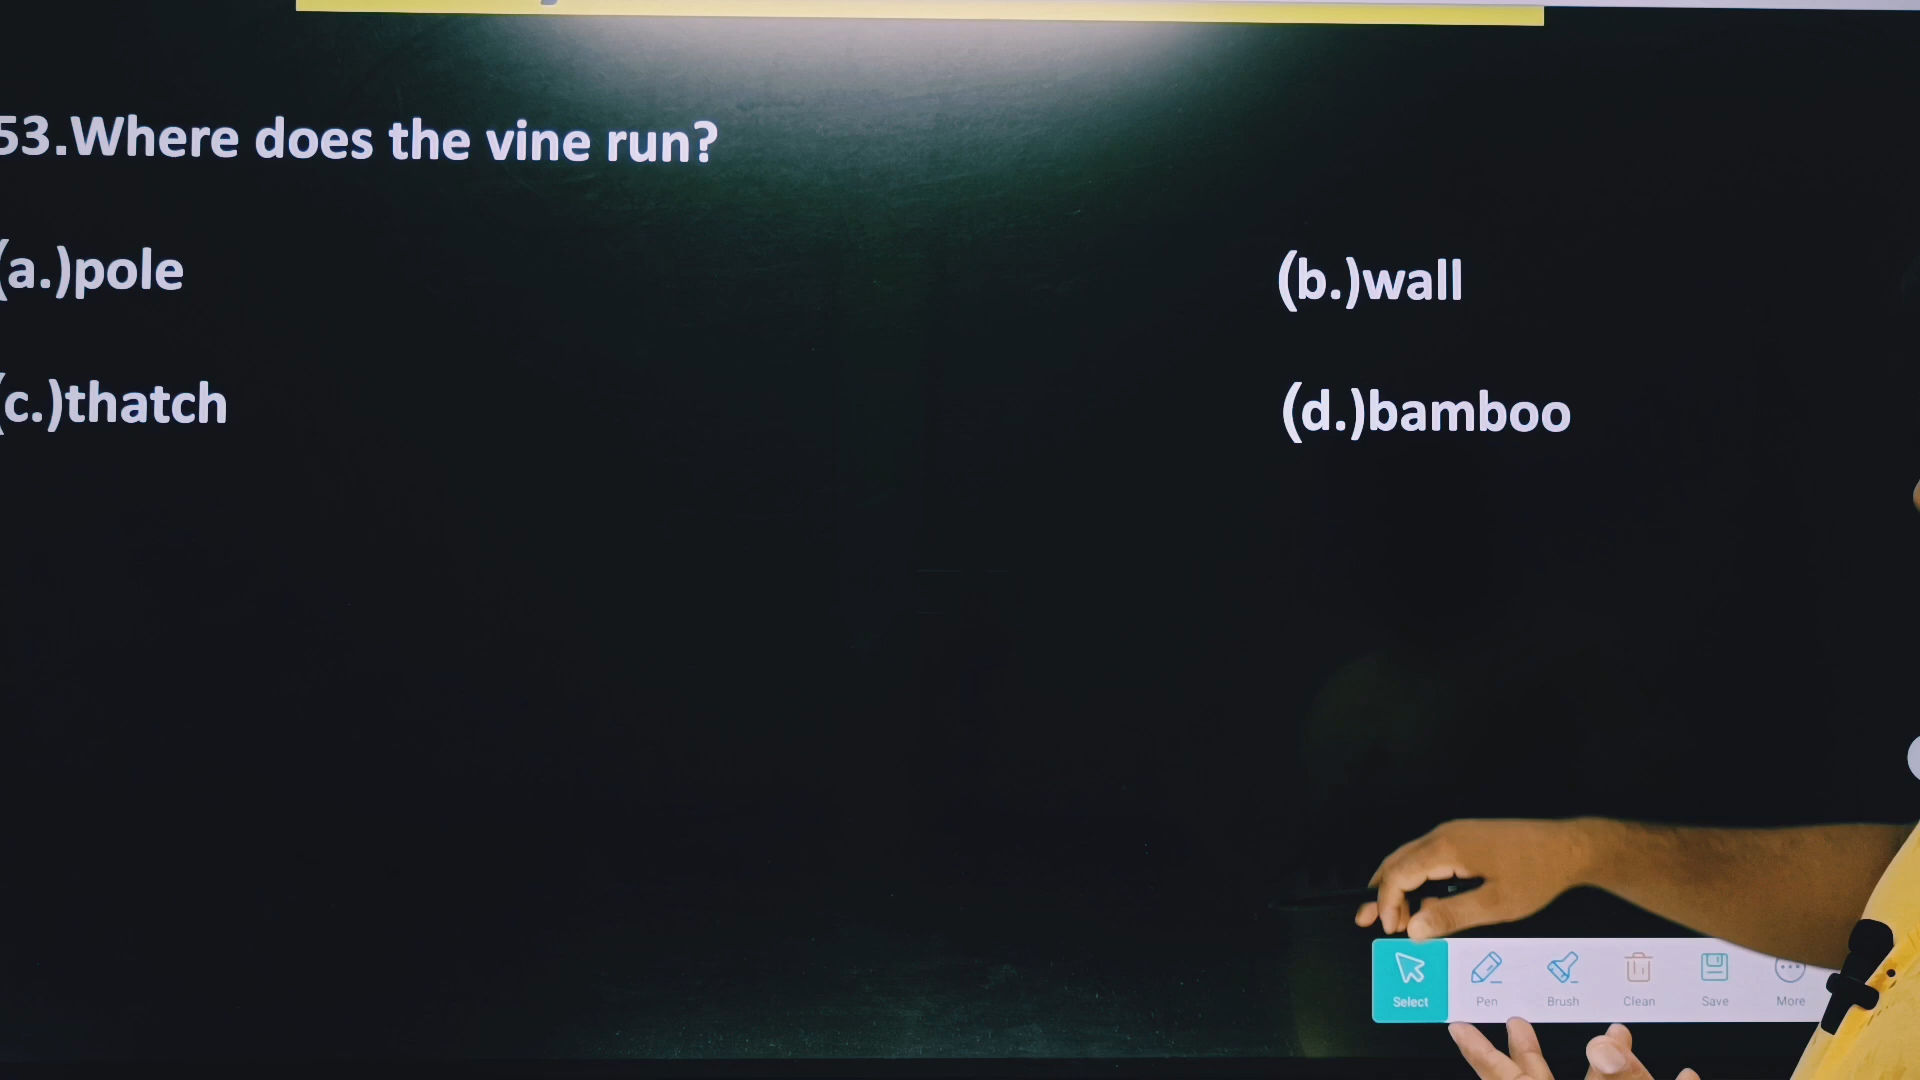 53.Where does the vine run?
(a.)pole
(b.)wall
(c.)thatch
(d.)bamboo
Select
Pen
Brush
Clean
Save
More